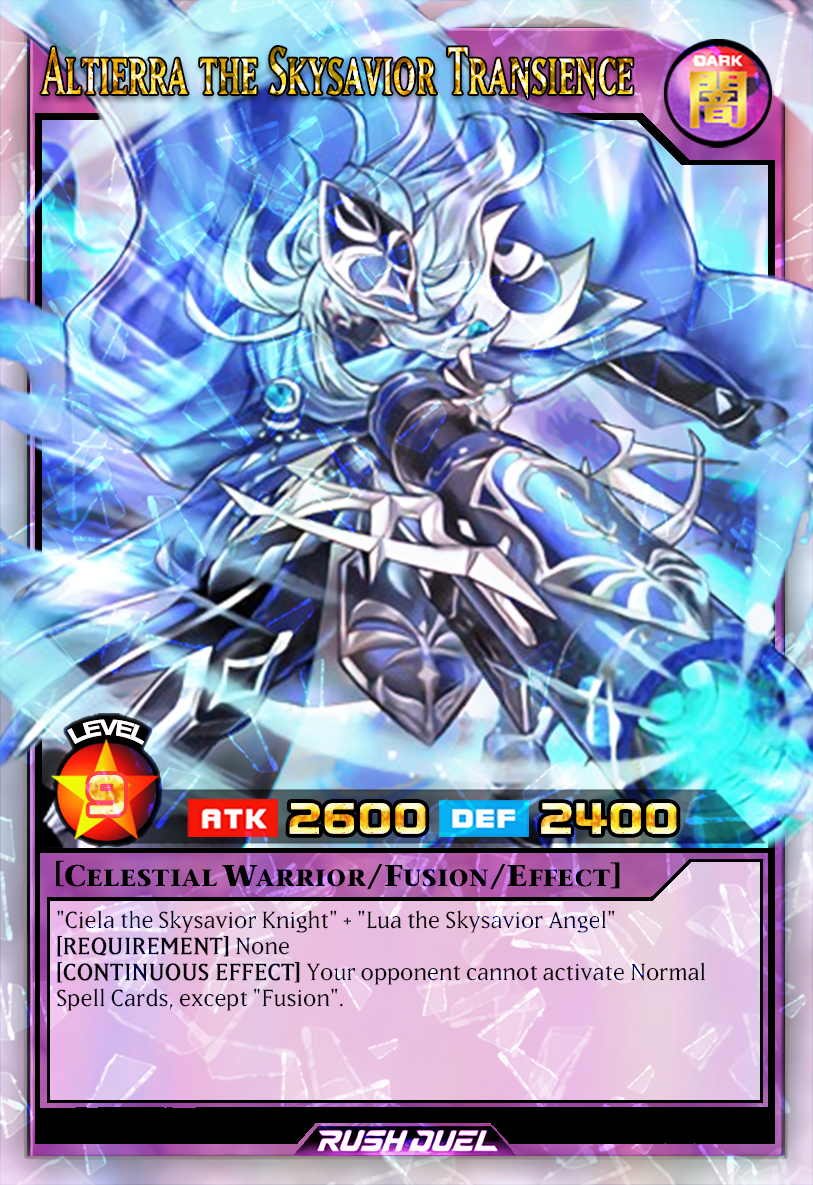 Altierra the Skysavior Transience
DARK
闇
LEVEL
9
ATK 2600 DEF 2400
[Celestial Warrior/Fusion/Effect]
"Ciela the Skysavior Knight" + "Lua the Skysavior Angel"
[REQUIREMENT] None
[CONTINUOUS EFFECT] Your opponent cannot activate Normal
Spell Cards, except "Fusion".
RUSH DUEL